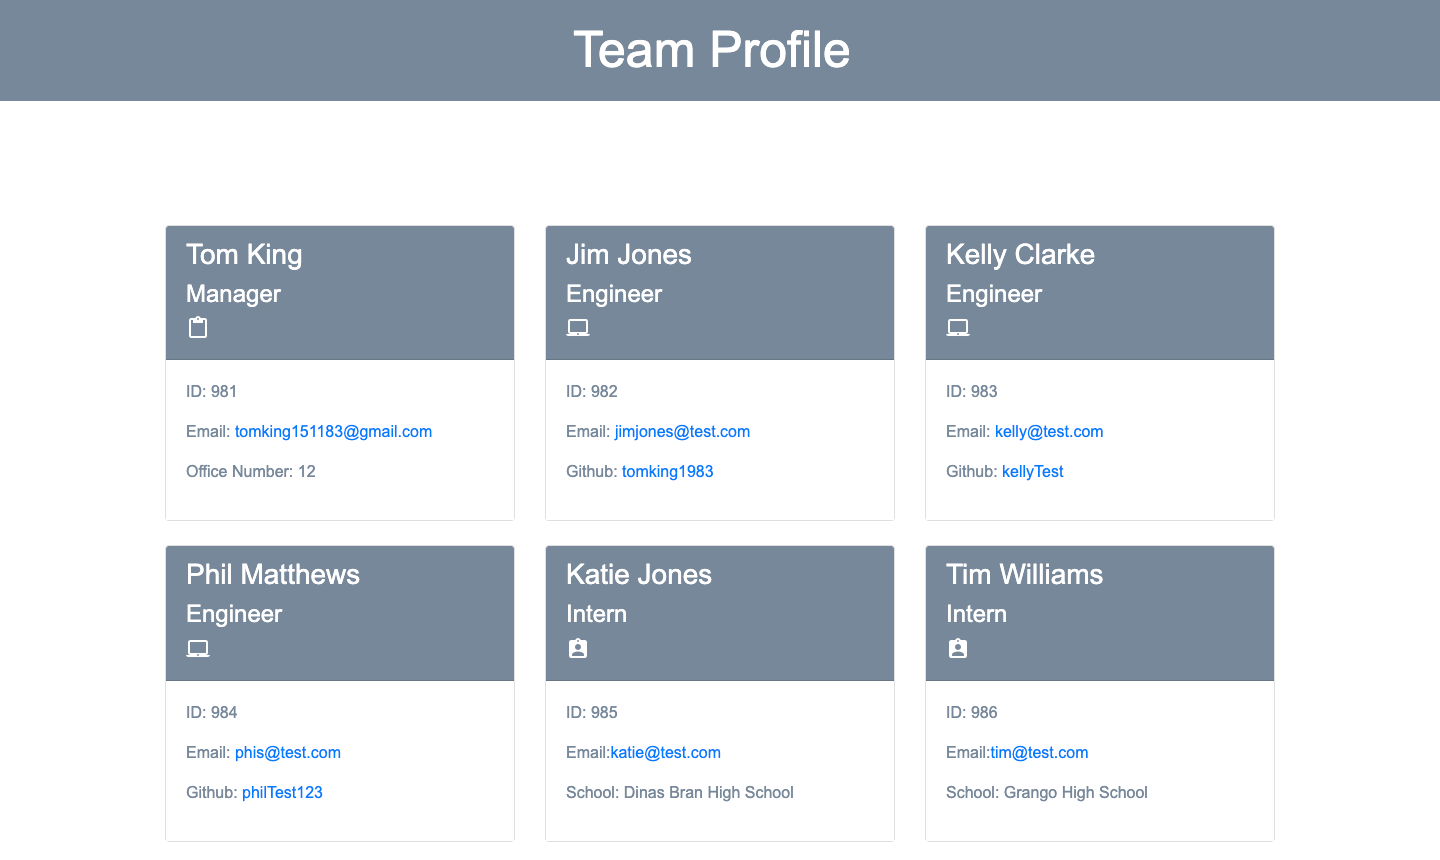 Team Profile
Tom King
Manager
ID: 981
Email: tomking151183@gmail.com
Office Number: 12
Jim Jones
Engineer
ID: 982
Email: jimjones@test.com
Github: tomking1983
Kelly Clarke
Engineer
ID: 983
Email: kelly@test.com
Github: kellyTest
Phil Matthews
Engineer
ID: 984
Email: phis@test.com
Github: philTest123
Katie Jones
Intern
ID: 985
Email:katie@test.com
School: Dinas Bran High School
Tim Williams
Intern
ID: 986
Email:tim@test.com
School: Grango High School